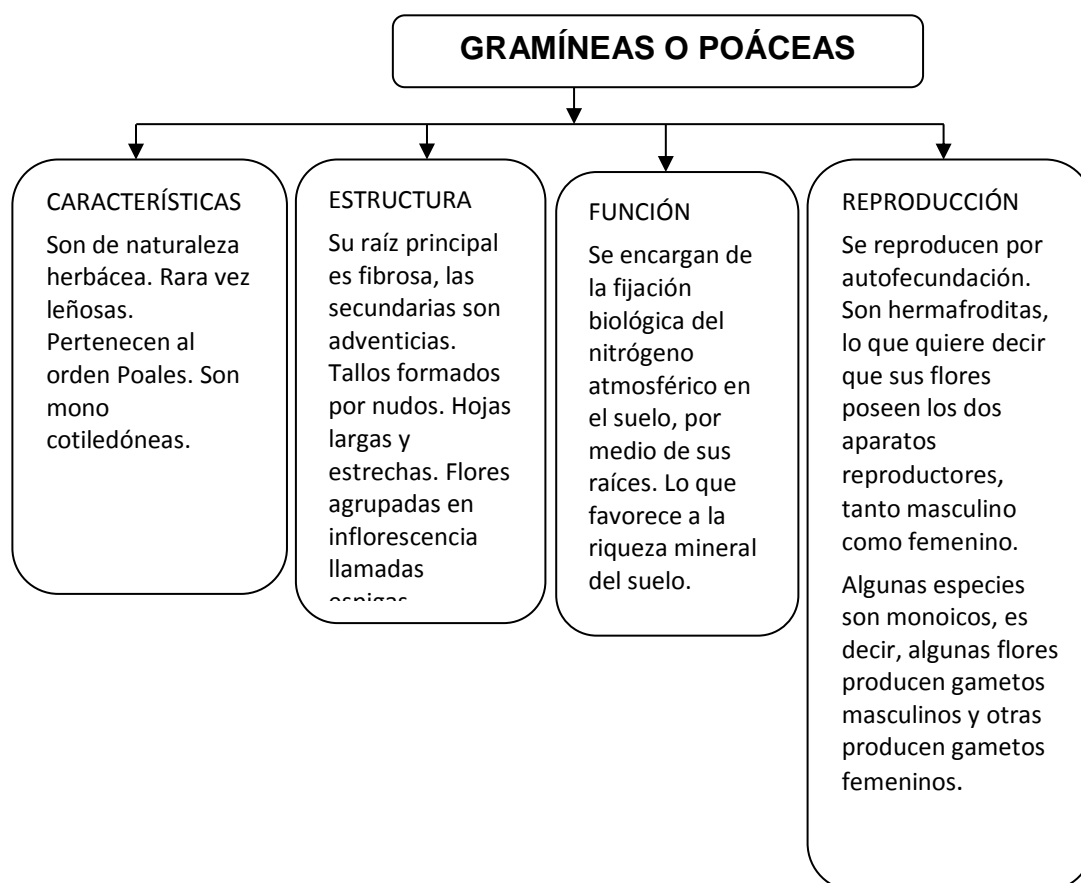 GRAMÍNEAS O POÁCEAS
CARACTERÍSTICAS
Son de naturaleza
herbácea. Rara vez
leñosas.
Pertenecen al
orden Poales. Son
mono
cotiledóneas.
ESTRUCTURA
Su raíz principal
es fibrosa, las
secundarias son
adventicias.
Tallos formados
por nudos. Hojas
largas y
estrechas. Flores
agrupadas en
inflorescencia
llamadas
espigas
FUNCIÓN
Se encargan de
la fijación
biológica del
nitrógeno
atmosférico en
el suelo, por
medio de sus
raíces. Lo que
favorece a la
riqueza mineral
del suelo.
REPRODUCCIÓN
Se reproducen por
autofecundación.
Son hermafroditas,
lo que quiere decir
que sus flores
poseen los dos
aparatos
reproductores,
tanto masculino
como femenino.
Algunas especies
son monoicos, es
decir, algunas flores
producen gametos
masculinos y otras
producen gametos
femeninos.